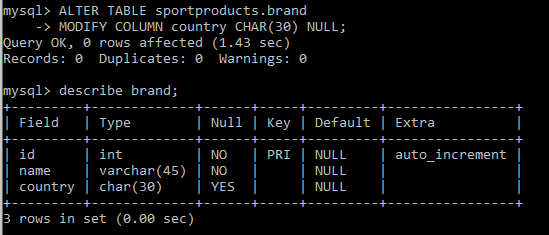 mysql> ALTER TABLE sportproducts.brand
    -> MODIFY COLUMN country CHAR(30) NULL;
Query OK, 0 rows affected (1.43 sec)
Records: 0  Duplicates: 0  Warnings: 0

mysql> describe brand;
+---------+-------------+------+-----+---------+----------------+
| Field   | Type        | Null | Key | Default | Extra          |
+---------+-------------+------+-----+---------+----------------+
| id      | int         | NO   | PRI | NULL    | auto_increment |
| name    | varchar(45) | NO   |     | NULL    |                |
| country | char(30)    | YES  |     | NULL    |                |
+---------+-------------+------+-----+---------+----------------+
3 rows in set (0.00 sec)